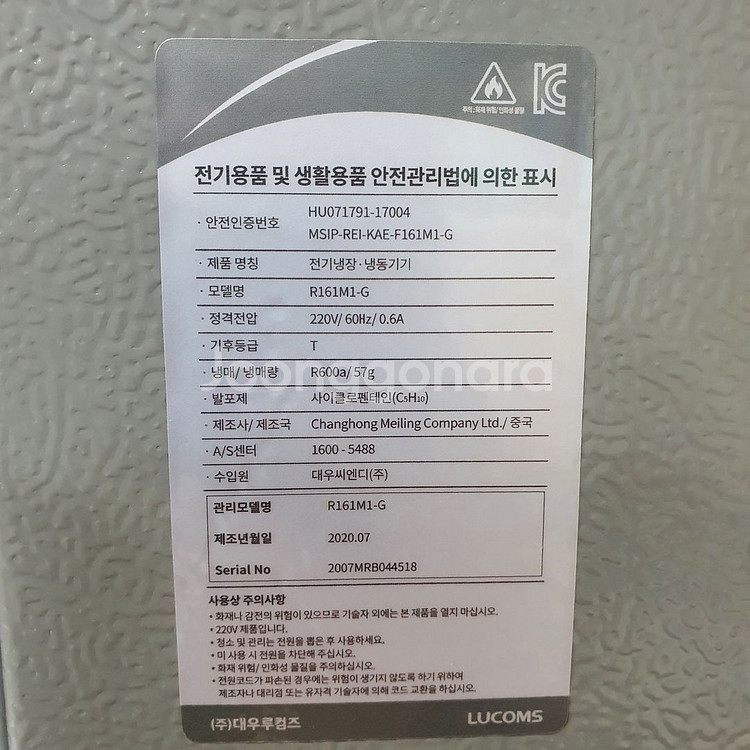 주의 : 화재 위험/인화성 물질
전기용품 및 생활용품 안전관리법에 의한 표시
· 안전인증번호 HU071791-17004
MSIP-REI-KAE-F161M1-G
· 제품 명칭 전기냉장·냉동기기
· 모델명 R161M1-G
· 정격전압 220V/ 60Hz/ 0.6A
· 기후등급 T
· 냉매/ 냉매량 R600a/ 57g
· 발포제 사이클로펜테인(C5H10)
· 제조사/ 제조국 Changhong Meiling Company Ltd./ 중국
· A/S센터 1600 - 5488
· 수입원 대우씨엔디(주)
관리모델명 R161M1-G
제조년월일 2020.07
Serial No 2007MRB044518
사용상 주의사항
• 화재나 감전의 위험이 있으므로 기술자 외에는 본 제품을 열지 마십시오.
• 220V 제품입니다.
• 청소 및 관리는 전원을 뽑은 후 사용하세요.
• 미 사용 시 전원을 차단해 주십시오.
• 화재 위험/ 인화성 물질을 주의하십시오.
• 전원코드가 파손된 경우에는 위험이 생기지 않도록 하기 위하여
제조자나 대리점 또는 유자격 기술자에 의해 코드 교환을 하십시오.
(주)대우루컴즈 LUCOMS
Joonggonara